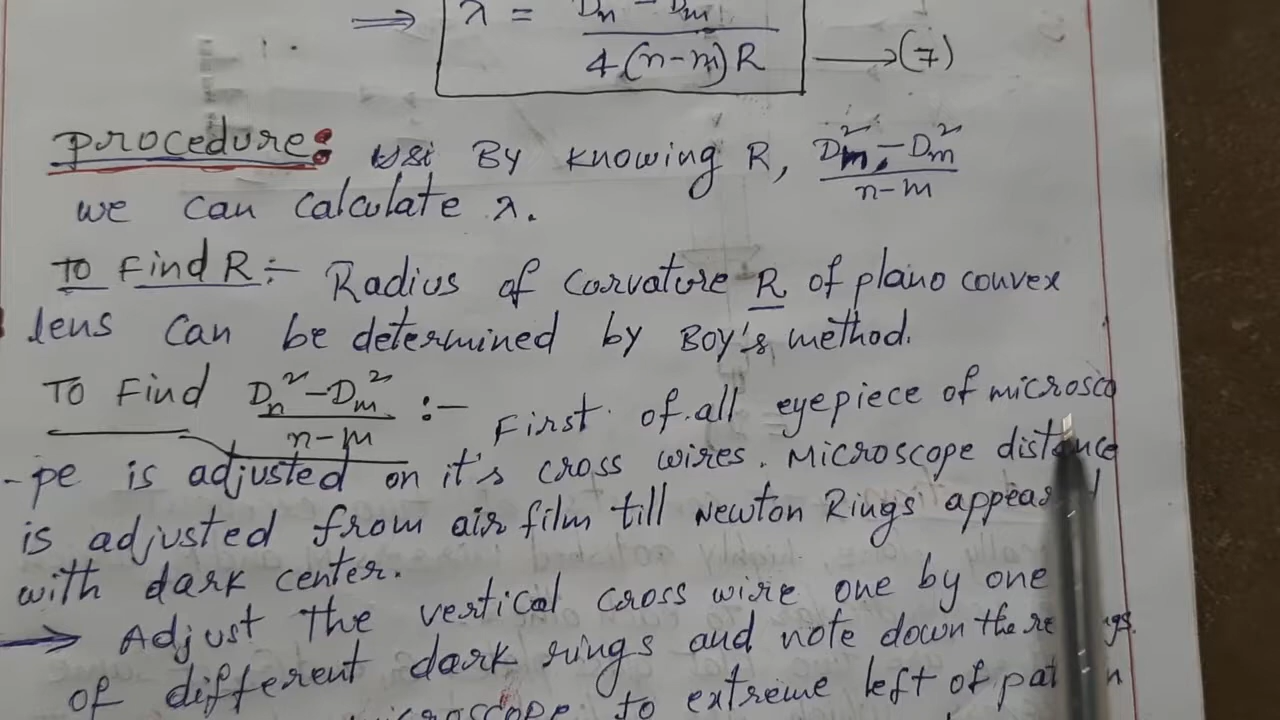 ⇒ λ = Dn² - Dm² / 4(n-m)R ⟶ (7)
Procedure: By knowing R, Dn² - Dm² / n-m
we can calculate λ.
To Find R :- Radius of Curvature R of plano convex
lens can be determined by Boy's method.
To Find Dn² - Dm² / n-m :- First of all eyepiece of microsco
-pe is adjusted on it's cross wires. Microscope distance
is adjusted from air film till Newton Rings appear
with dark center.
→ Adjust the vertical cross wire one by one
of different dark rings and note down the
to extreme left of